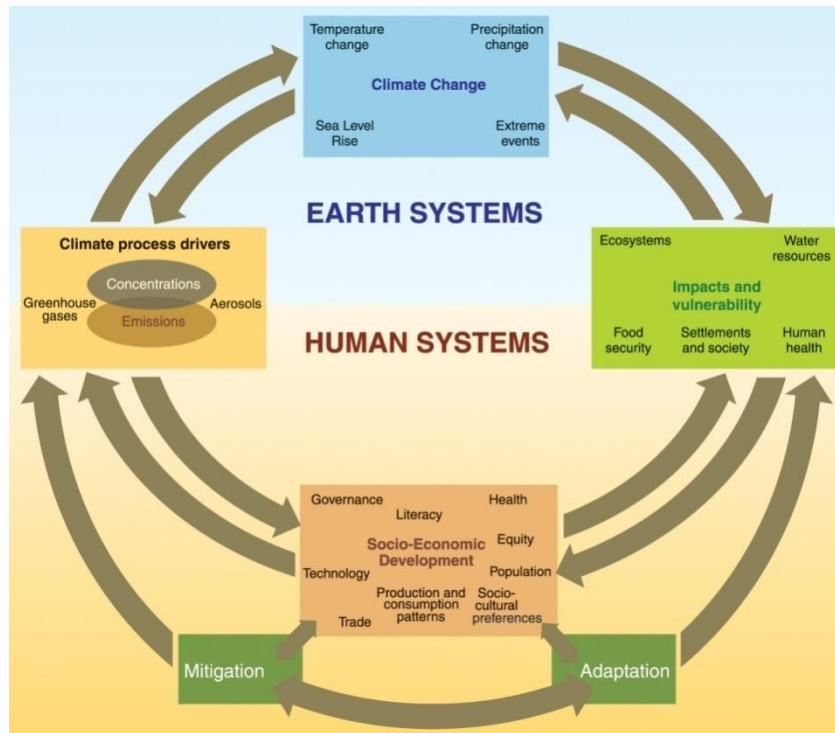 Temperature
change
Precipitation
change
Climate Change
Sea Level
Rise
Extreme
events
EARTH SYSTEMS
Climate process drivers
Concentrations
Greenhouse
gases
Aerosols
Emissions
Ecosystems
Water
resources
Impacts and
vulnerability
Food
security
Settlements
and society
Human
health
HUMAN SYSTEMS
Governance
Literacy
Health
Socio-Economic
Development
Equity
Technology
Population
Production and
consumption
patterns
Socio-
cultural
preferences
Trade
Mitigation
Adaptation